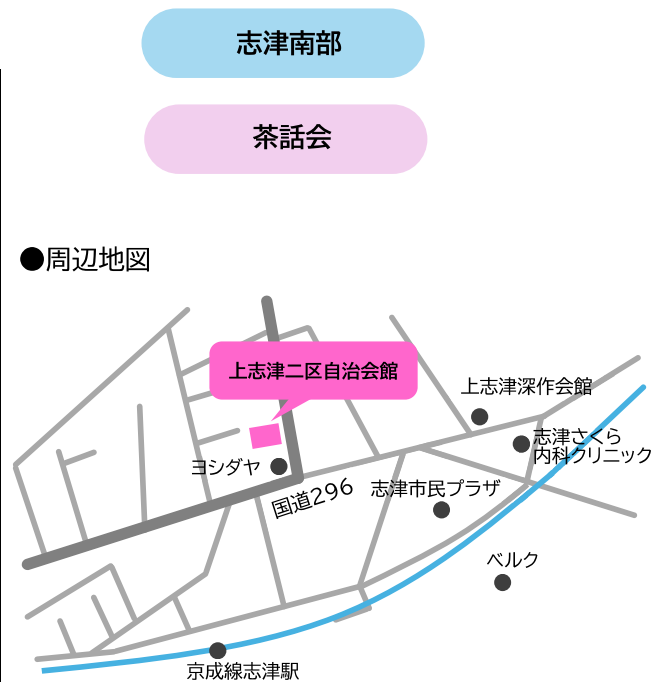 志津南部
茶話会
●周辺地図
上志津二区自治会館
上志津深作会館
志津さくら
内科クリニック
ヨシダヤ
国道296
志津市民プラザ
ベルク
京成線志津駅